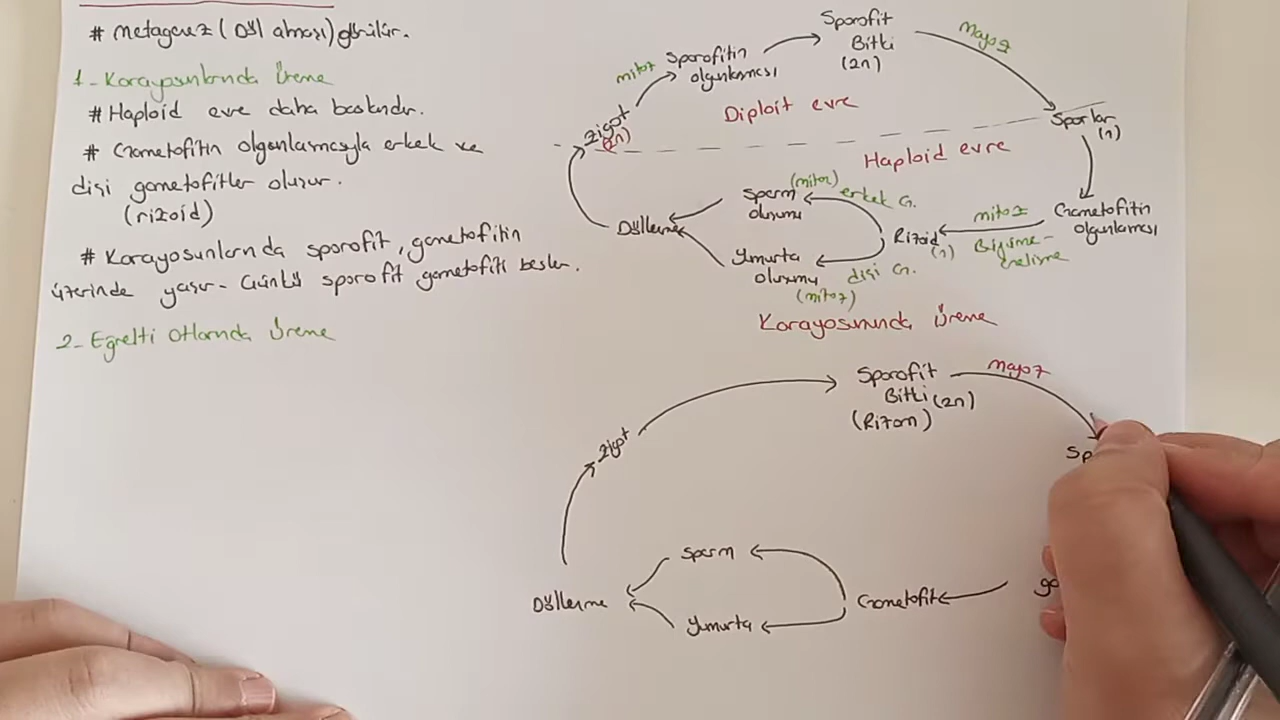 # Metagenez (Döl alması) görülür.
1- Karayosunlarında Üreme
# Haploid evre daha baskındır.
# Gametofitin olgunlaşmasıyla erkek ve
dişi gametofitler oluşur.
(rizoid)
# Karayosunlarında sporofit, gametofitin
üzerinde yaşar. Çünkü sporofit gametofiti besler.
2- Eğrelti Otlarında Üreme
Sporofit
Bitki
(2n)
Mayoz
Sporofitin
olgunlaşması
mitoz
Zigot
(2n)
Diploit evre
Sporlar
(n)
Haploid evre
Gametofitin
olgunlaşması
mitoz
Büyüme-
Gelişme
Rizoid
(n)
erkek G.
dişi G.
Sperm
oluşumu
(mitoz)
Yumurta
oluşumu
(mitoz)
Döllenme
Karayosununda Üreme
Sporofit
Bitki (2n)
(Rizom)
Mayoz
Sp
Zigot
Sperm
Döllenme
Yumurta
Gametofit
ga